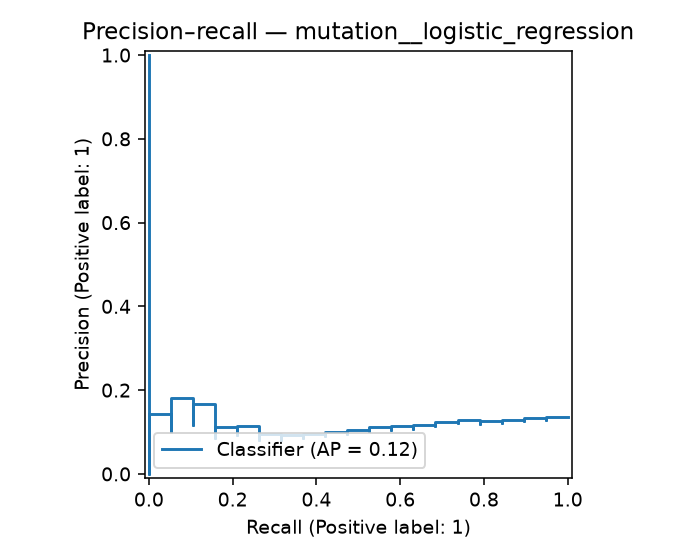 Precision–recall — mutation__logistic_regression
Precision (Positive label: 1)
1.0
0.8
0.6
0.4
0.2
0.0
Classifier (AP = 0.12)
0.0 0.2 0.4 0.6 0.8 1.0
Recall (Positive label: 1)